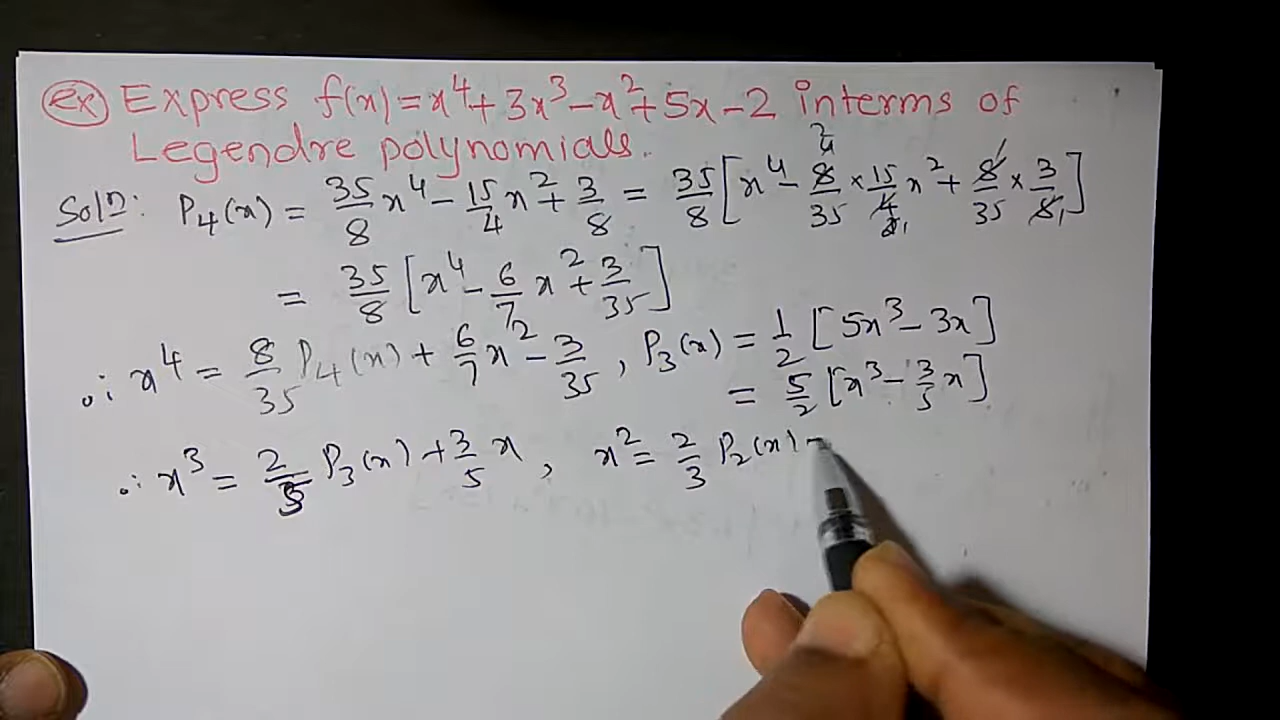 ex Express f(x) = x⁴ + 3x³ − x² + 5x − 2 interms of
Legendre polynomials.
Soln: P₄(x) = 35/8 x⁴ − 15/4 x² + 3/8 = 35/8 [x⁴ − 8/35 × 15/4 x² + 8/35 × 3/8]
= 35/8 [x⁴ − 6/7 x² + 3/35]
∴ x⁴ = 8/35 P₄(x) + 6/7 x² − 3/35, P₃(x) = 1/2 [5x³ − 3x]
= 5/2 [x³ − 3/5 x]
∴ x³ = 2/5 P₃(x) + 3/5 x, x² = 2/3 P₂(x)